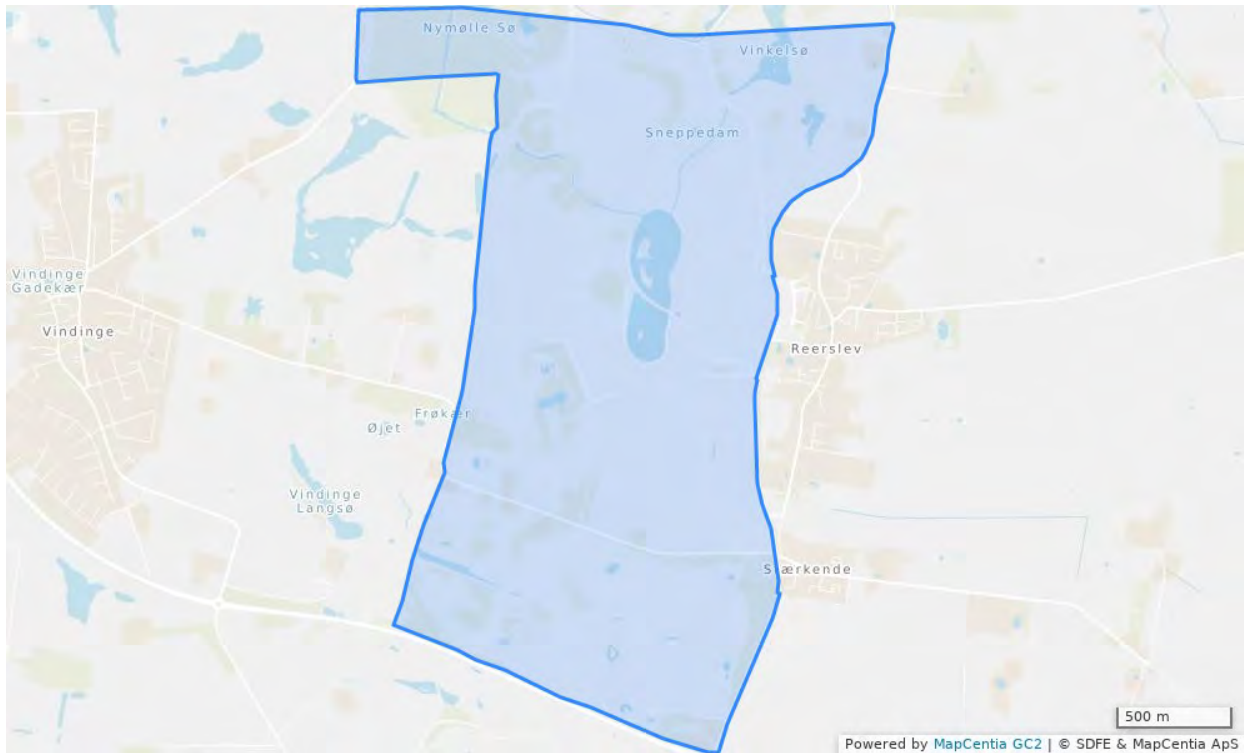 Nymølle Sø
Vinkelsø
Sneppedam
Vindinge
Gadekær
Vindinge
Reerslev
Frøkær
Øjet
Vindinge
Langsø
Stærkende
500 m
Powered by MapCentia GC2 | © SDFE & MapCentia ApS